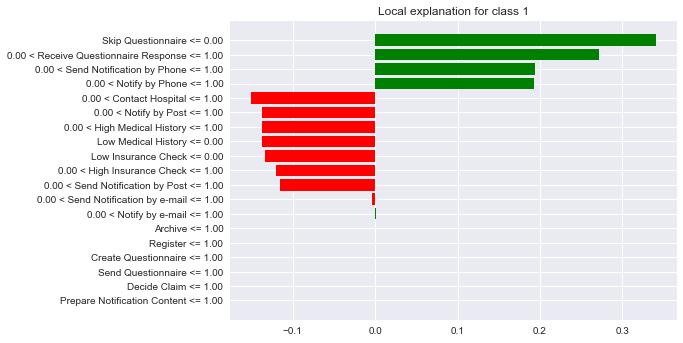 Local explanation for class 1
Skip Questionnaire <= 0.00
0.00 < Receive Questionnaire Response <= 1.00
0.00 < Send Notification by Phone <= 1.00
0.00 < Notify by Phone <= 1.00
0.00 < Contact Hospital <= 1.00
0.00 < Notify by Post <= 1.00
0.00 < High Medical History <= 1.00
Low Medical History <= 0.00
Low Insurance Check <= 0.00
0.00 < High Insurance Check <= 1.00
0.00 < Send Notification by Post <= 1.00
0.00 < Send Notification by e-mail <= 1.00
0.00 < Notify by e-mail <= 1.00
Archive <= 1.00
Register <= 1.00
Create Questionnaire <= 1.00
Send Questionnaire <= 1.00
Decide Claim <= 1.00
Prepare Notification Content <= 1.00
−0.1 0.0 0.1 0.2 0.3